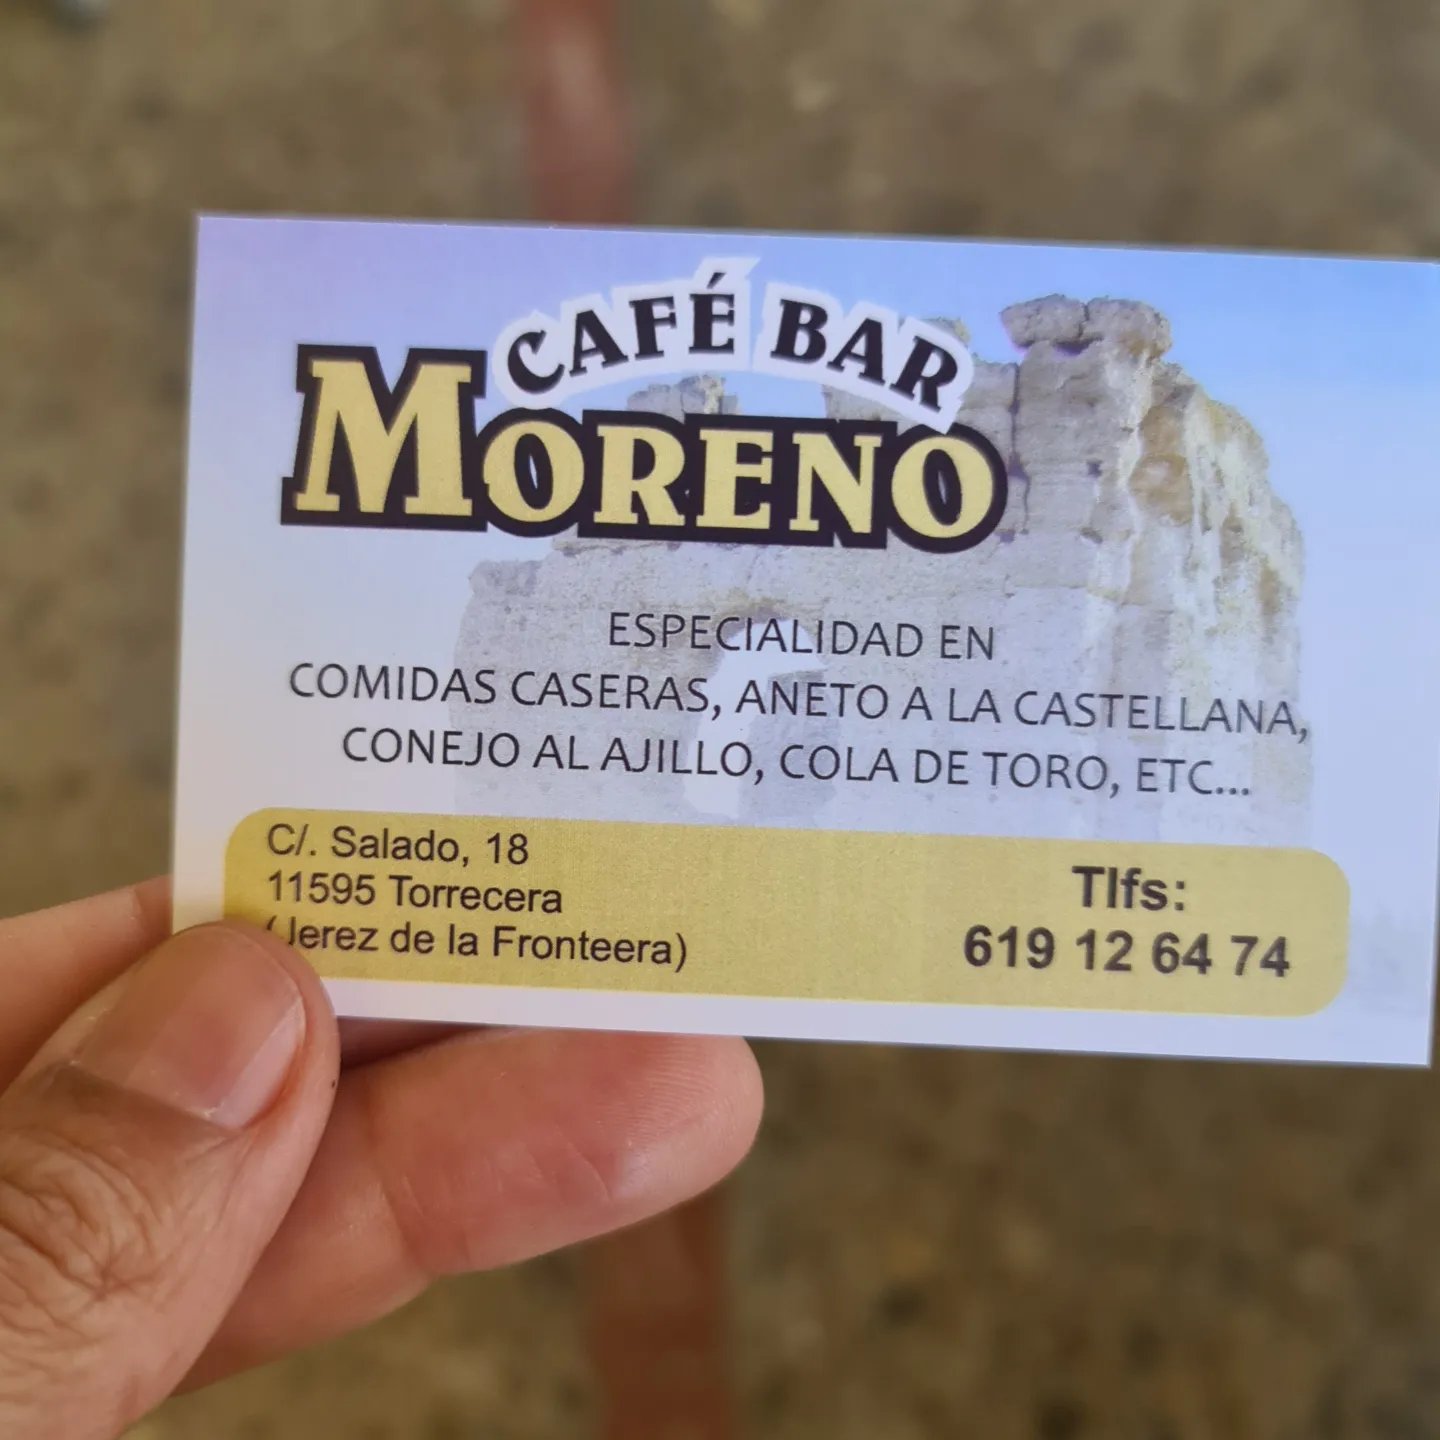 CAFÉ BAR
MORENO
ESPECIALIDAD EN
COMIDAS CASERAS, ANETO A LA CASTELLANA,
CONEJO AL AJILLO, COLA DE TORO, ETC...
C/. Salado, 18
11595 Torrecera
(Jerez de la Fronteera)
Tlfs:
619 12 64 74